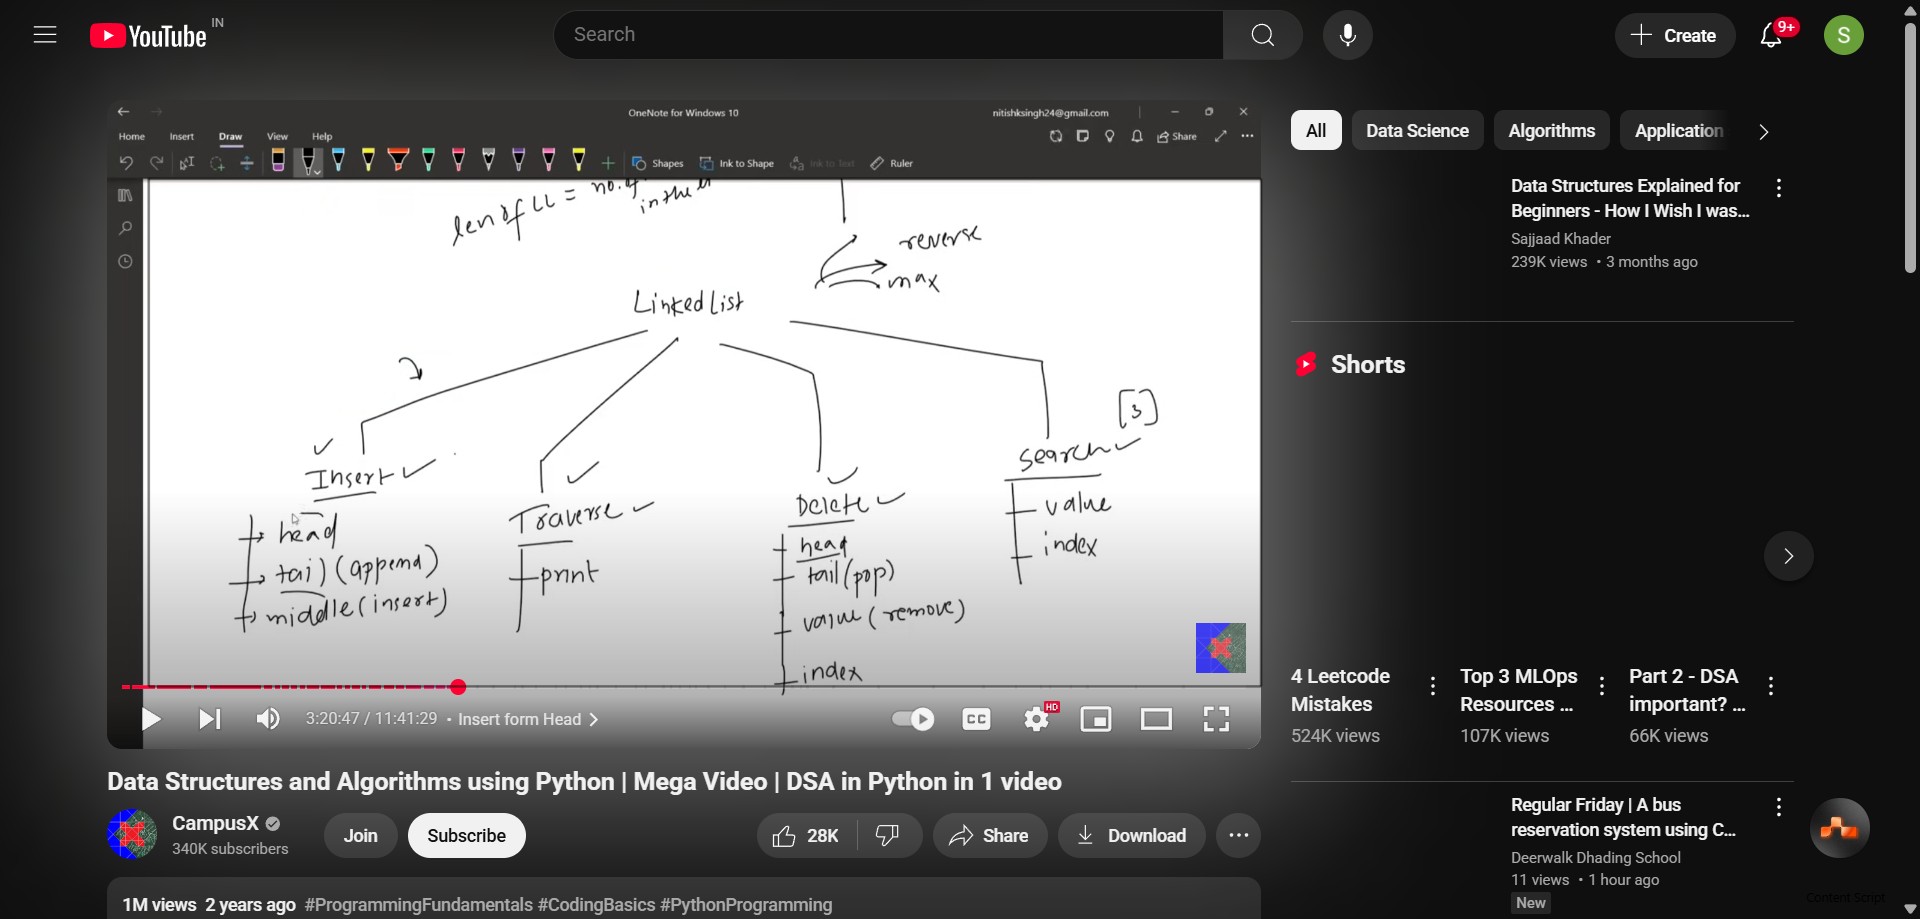 YouTube IN
Search
Create
9+
S
OneNote for Windows 10
nitishksingh24@gmail.com
Home Insert Draw View Help
Share
Shapes Ink to Shape Ink to Text Ruler
len of LL = no. of
in the
reverse
max
Linked list
[3]
Insert
head
tail (append)
middle (insert)
Traverse
print
Delete
head
tail (pop)
value (remove)
index
Search
value
index
3:20:47 / 11:41:29 • Insert form Head
CC
HD
Data Structures and Algorithms using Python | Mega Video | DSA in Python in 1 video
CampusX
340K subscribers
Join
Subscribe
28K
Share
Download
1M views 2 years ago #ProgrammingFundamentals #CodingBasics #PythonProgramming
All
Data Science
Algorithms
Application
Data Structures Explained for
Beginners - How I Wish I was...
Sajjaad Khader
239K views • 3 months ago
Shorts
4 Leetcode
Mistakes
524K views
Top 3 MLOps
Resources ...
107K views
Part 2 - DSA
important? ...
66K views
Regular Friday | A bus
reservation system using C...
Deerwalk Dhading School
11 views • 1 hour ago
New
Content Script